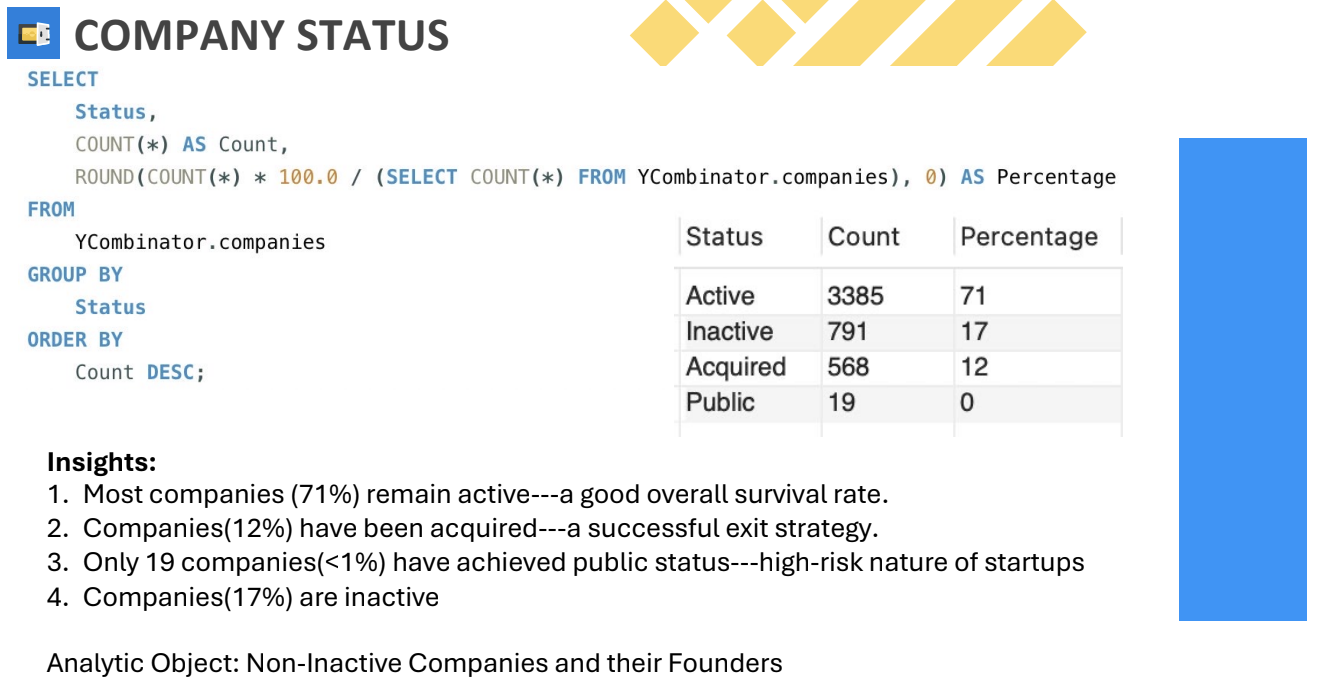 COMPANY STATUS
SELECT
Status,
COUNT(*) AS Count,
ROUND(COUNT(*) * 100.0 / (SELECT COUNT(*) FROM YCombinator.companies), 0) AS Percentage
FROM
YCombinator.companies
GROUP BY
Status
ORDER BY
Count DESC;
Status Count Percentage
Active 3385 71
Inactive 791 17
Acquired 568 12
Public 19 0
Insights:
1. Most companies (71%) remain active---a good overall survival rate.
2. Companies(12%) have been acquired---a successful exit strategy.
3. Only 19 companies(<1%) have achieved public status---high-risk nature of startups
4. Companies(17%) are inactive
Analytic Object: Non-Inactive Companies and their Founders